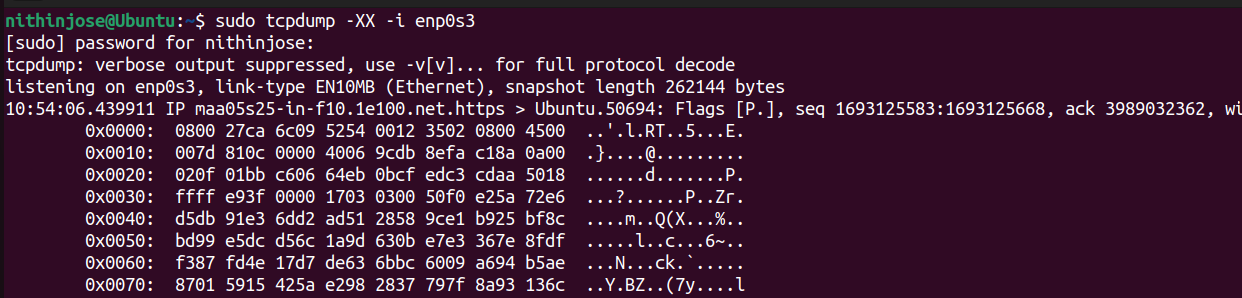 nithinjose@Ubuntu:~$ sudo tcpdump -XX -i enp0s3
[sudo] password for nithinjose:
tcpdump: verbose output suppressed, use -v[v]... for full protocol decode
listening on enp0s3, link-type EN10MB (Ethernet), snapshot length 262144 bytes
10:54:06.439911 IP maa05s25-in-f10.1e100.net.https > Ubuntu.50694: Flags [P.], seq 1693125583:1693125668, ack 3989032362, wi
0x0000:  0800 27ca 6c09 5254 0012 3502 0800 4500  ..'.l.RT..5...E.
0x0010:  007d 810c 0000 4006 9cdb 8efa c18a 0a00  .}....@.........
0x0020:  020f 01bb c606 64eb 0bcf edc3 cdaa 5018  ......d.......P.
0x0030:  ffff e93f 0000 1703 0300 50f0 e25a 72e6  ...?......P..Zr.
0x0040:  d5db 91e3 6dd2 ad51 2858 9ce1 b925 bf8c  ....m..Q(X...%..
0x0050:  bd99 e5dc d56c 1a9d 630b e7e3 367e 8fdf  .....l..c...6~..
0x0060:  f387 fd4e 17d7 de63 6bbc 6009 a694 b5ae  ...N...ck.`.....
0x0070:  8701 5915 425a e298 2837 797f 8a93 136c  ..Y.BZ..(7y....l